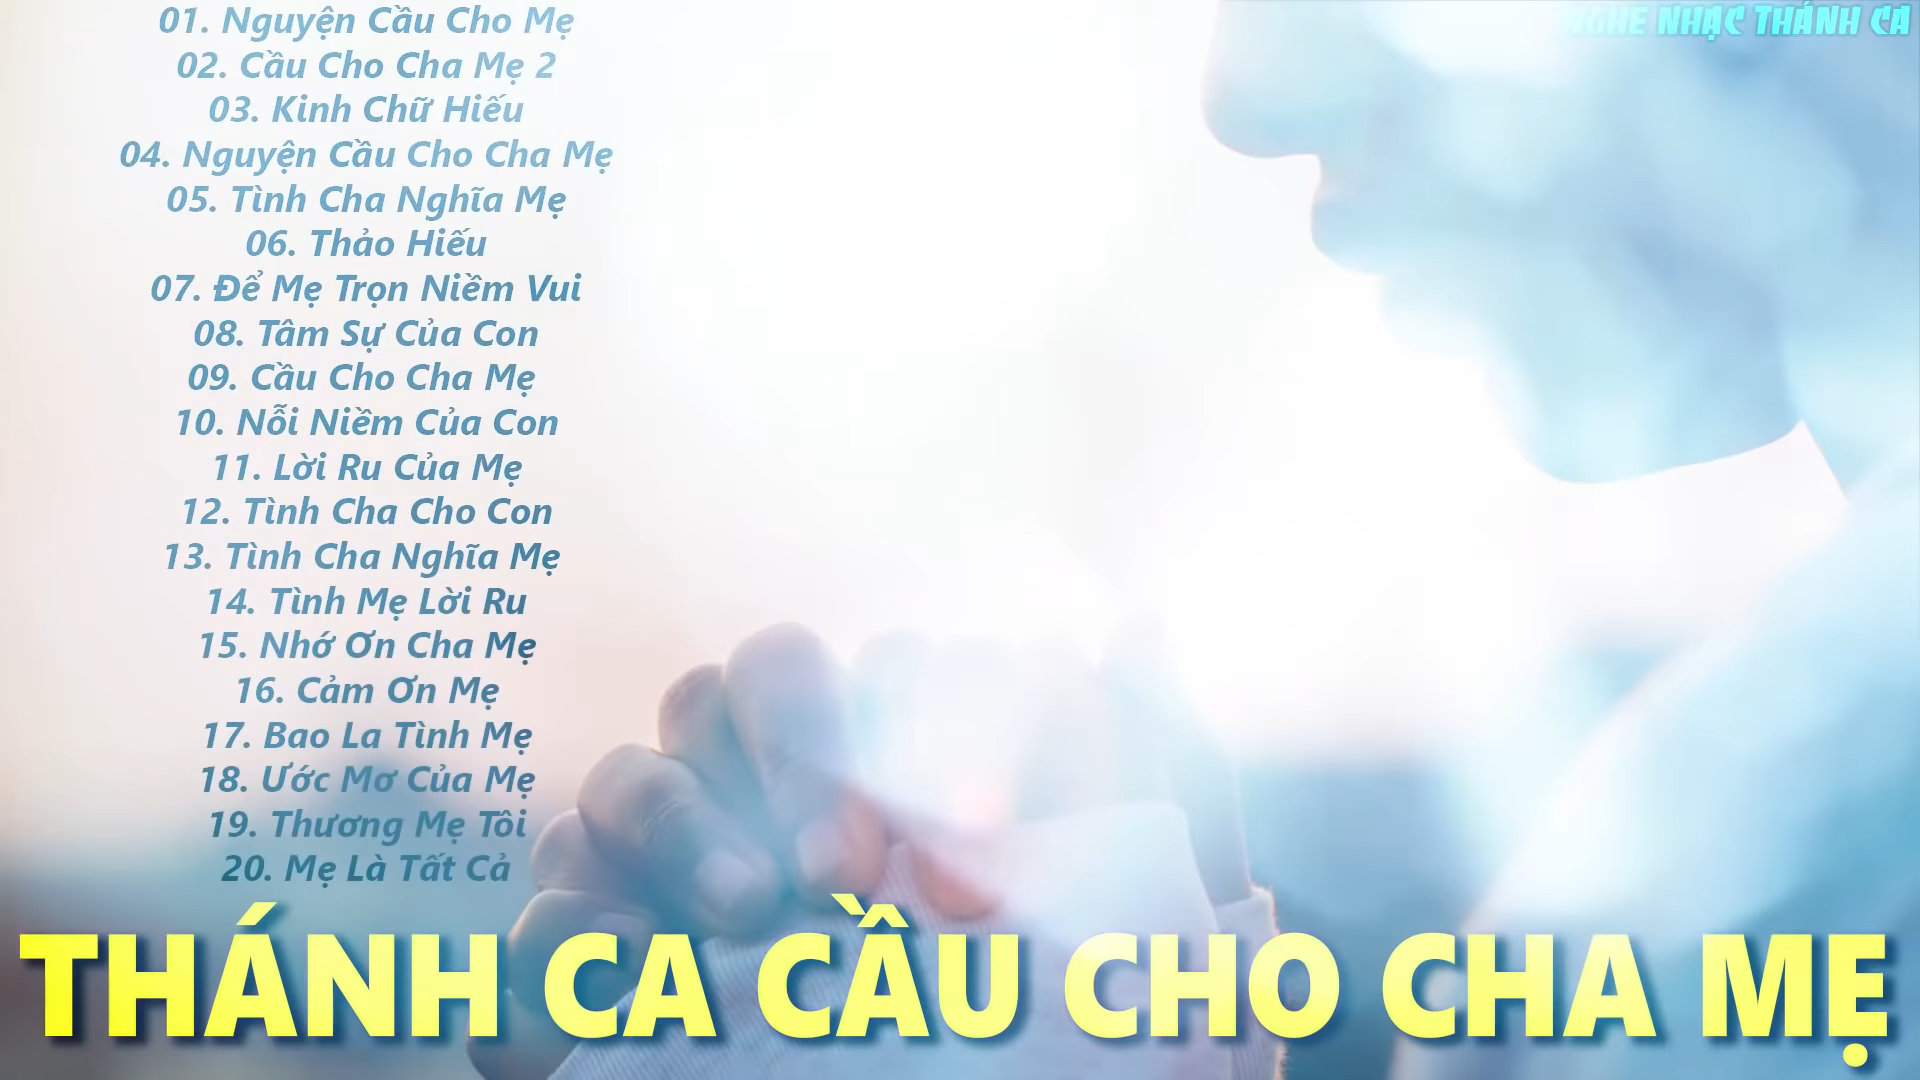 01. Nguyện Cầu Cho Mẹ
02. Cầu Cho Cha Mẹ 2
03. Kinh Chữ Hiếu
04. Nguyện Cầu Cho Cha Mẹ
05. Tình Cha Nghĩa Mẹ
06. Thảo Hiếu
07. Để Mẹ Trọn Niềm Vui
08. Tâm Sự Của Con
09. Cầu Cho Cha Mẹ
10. Nỗi Niềm Của Con
11. Lời Ru Của Mẹ
12. Tình Cha Cho Con
13. Tình Cha Nghĩa Mẹ
14. Tình Mẹ Lời Ru
15. Nhớ Ơn Cha Mẹ
16. Cảm Ơn Mẹ
17. Bao La Tình Mẹ
18. Ước Mơ Của Mẹ
19. Thương Mẹ Tôi
20. Mẹ Là Tất Cả
NGHE NHẠC THÁNH CA
THÁNH CA CẦU CHO CHA MẸ